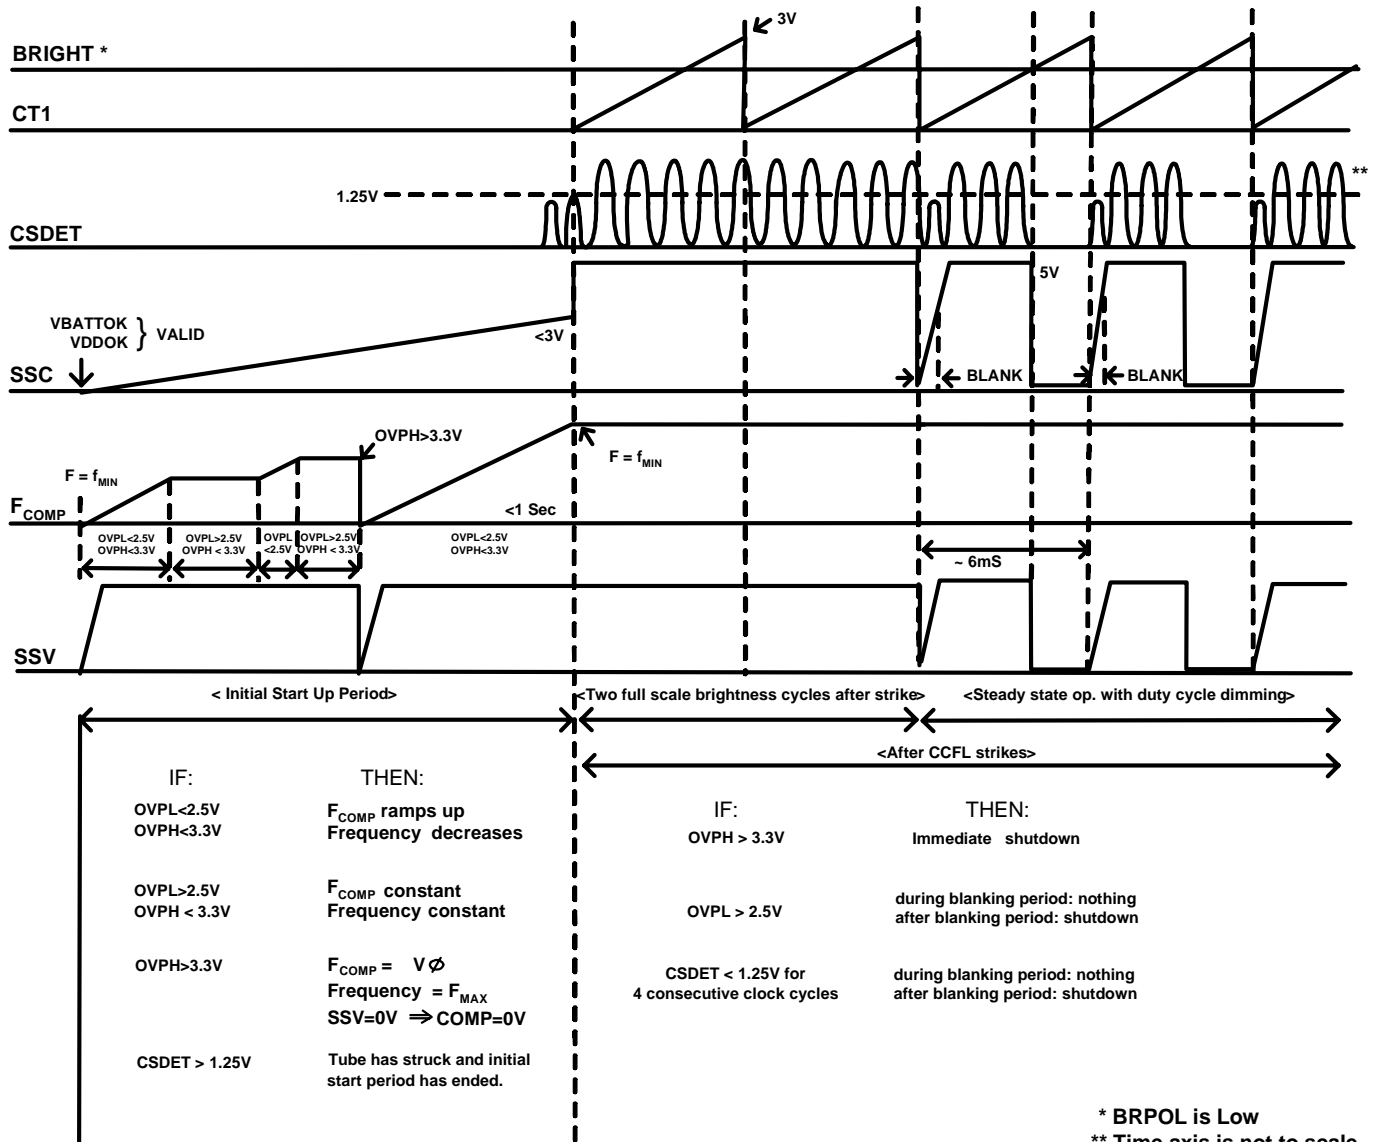 3V
BRIGHT *
CT1
1.25V
**
CSDET
5V
VBATTOK
VDDOK } VALID
<3V
SSC
BLANK
BLANK
OVPH>3.3V
F = fMIN
F = fMIN
FCOMP
<1 Sec
OVPL<2.5V
OVPH<3.3V
OVPL>2.5V
OVPH < 3.3V
OVPL
<2.5V
OVPL>2.5V
OVPH < 3.3V
OVPL<2.5V
OVPH<3.3V
~ 6mS
SSV
< Initial Start Up Period>
<Two full scale brightness cycles after strike>
<Steady state op. with duty cycle dimming>
<After CCFL strikes>
IF: THEN:
OVPL<2.5V FCOMP ramps up
OVPH<3.3V Frequency decreases
OVPL>2.5V FCOMP constant
OVPH < 3.3V Frequency constant
OVPH>3.3V FCOMP = VØ
Frequency = FMAX
SSV=0V ⇒ COMP=0V
CSDET > 1.25V Tube has struck and initial
start period has ended.
IF: THEN:
OVPH > 3.3V Immediate shutdown
OVPL > 2.5V during blanking period: nothing
after blanking period: shutdown
CSDET < 1.25V for during blanking period: nothing
4 consecutive clock cycles after blanking period: shutdown
* BRPOL is Low
** Time axis is not to scale